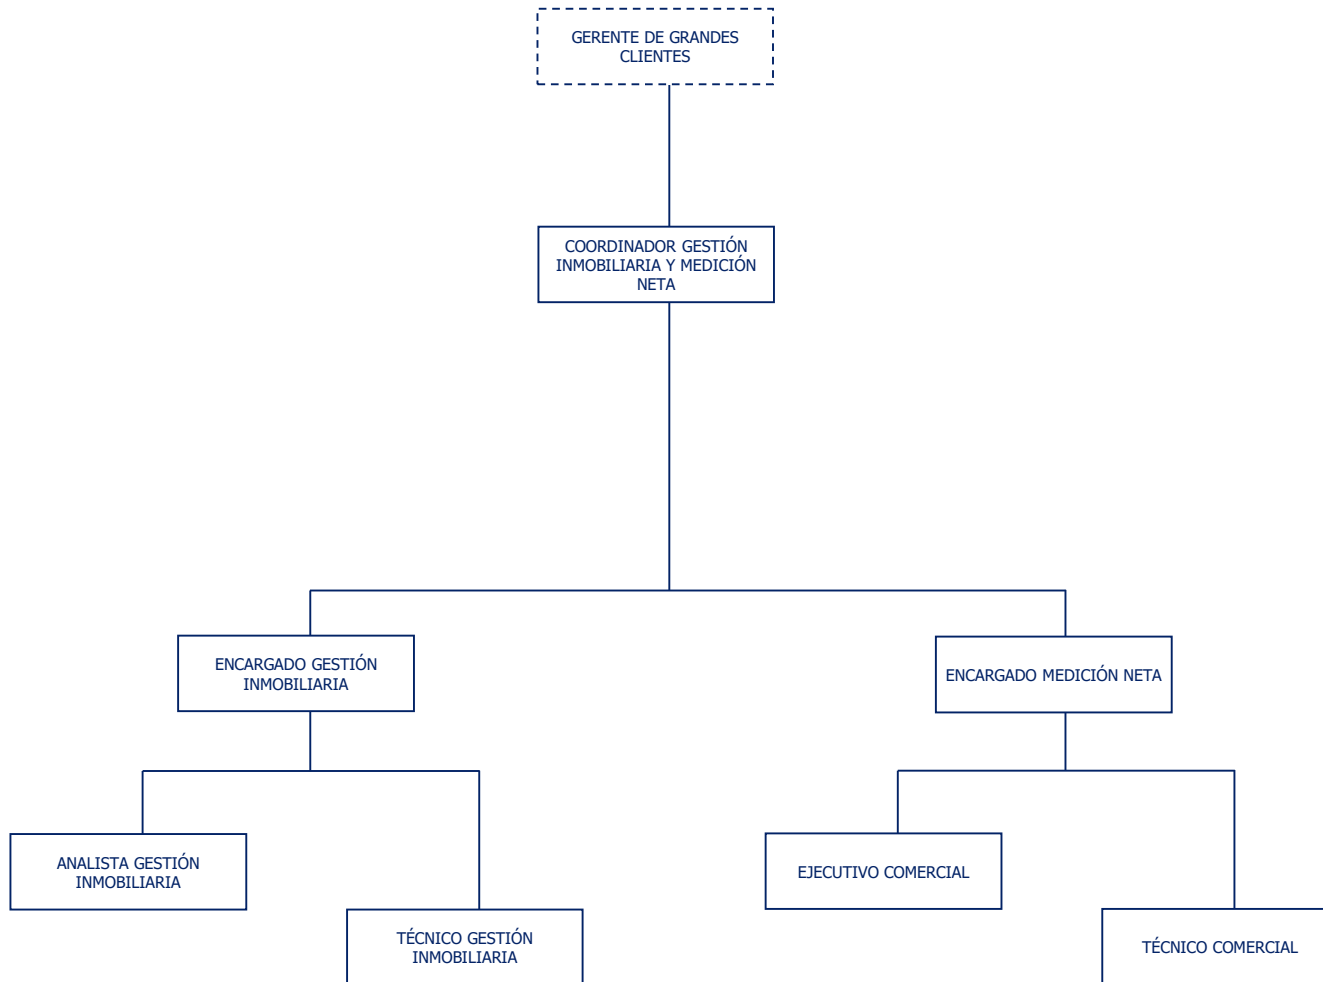 GERENTE DE GRANDES
CLIENTES
COORDINADOR GESTIÓN
INMOBILIARIA Y MEDICIÓN
NETA
ENCARGADO GESTIÓN
INMOBILIARIA
ENCARGADO MEDICIÓN NETA
ANALISTA GESTIÓN
INMOBILIARIA
EJECUTIVO COMERCIAL
TÉCNICO GESTIÓN
INMOBILIARIA
TÉCNICO COMERCIAL